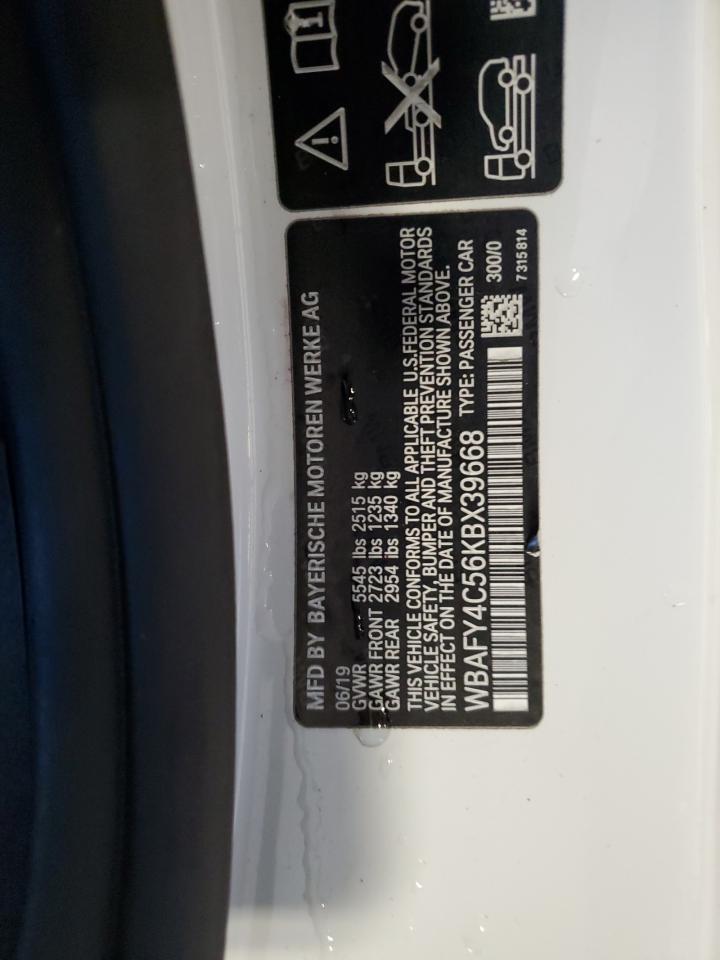 MFD BY BAYERISCHE MOTOREN WERKE AG
06/19
GVWR 5545 lbs 2515 kg
GAWR FRONT 2723 lbs 1235 kg
GAWR REAR 2954 lbs 1340 kg
THIS VEHICLE CONFORMS TO ALL APPLICABLE U.S.FEDERAL MOTOR
VEHICLE SAFETY, BUMPER AND THEFT PREVENTION STANDARDS
IN EFFECT ON THE DATE OF MANUFACTURE SHOWN ABOVE.
WBAFY4C56KBX39668 TYPE: PASSENGER CAR
300/0
7315814